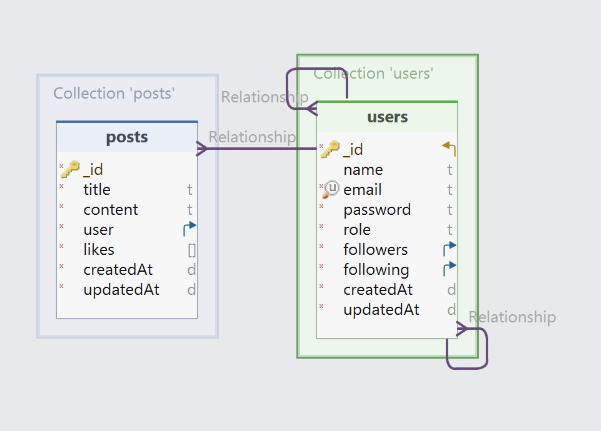 Collection 'posts'
posts
_id
title t
content t
user
likes []
createdAt d
updatedAt d
Relationship
Relationship
Collection 'users'
users
_id
name t
u email t
password t
role t
followers
following
createdAt d
updatedAt d
Relationship